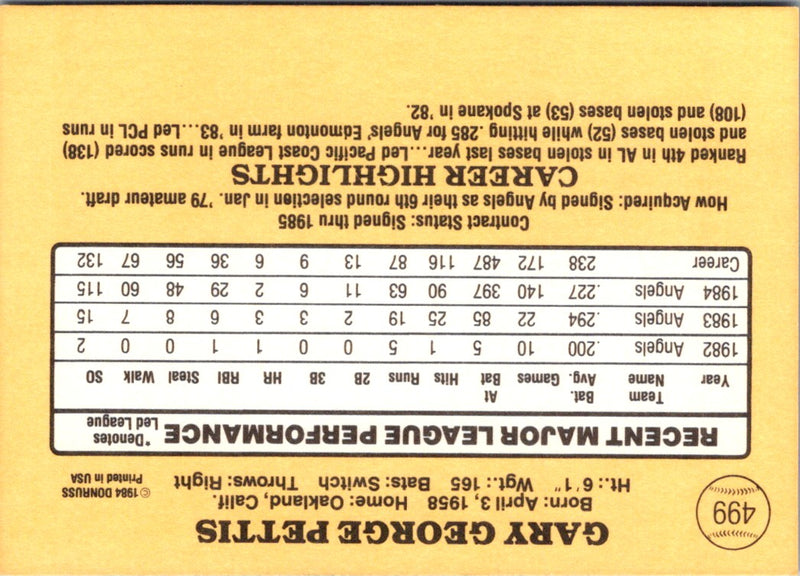 499
GARY GEORGE PETTIS
Born: April 3, 1958 Home: Oakland, Calif.
Ht.: 6'1" Wgt.: 165 Bats: Switch Throws: Right
© 1984 DONRUSS
Printed in USA
RECENT MAJOR LEAGUE PERFORMANCE *Denotes Led League
Year Team Name Bat. Avg. Games At Bat Hits Runs 2B 3B HR RBI Steal Walk SO
1982 Angels .200 10 5 1 5 0 0 1 1 0 0 2
1983 Angels .294 22 85 25 19 2 3 3 6 8 7 15
1984 Angels .227 140 397 90 63 11 6 2 29 48 60 115
Career 238 172 487 116 87 13 9 6 36 56 67 132
Contract Status: Signed thru 1985
How Acquired: Signed by Angels as their 6th round selection in Jan. '79 amateur draft.
CAREER HIGHLIGHTS
Ranked 4th in AL in stolen bases last year...Led Pacific Coast League in runs scored (138)
and stolen bases (52) while hitting .285 for Angels' Edmonton farm in '83...Led PCL in runs
(108) and stolen bases (53) at Spokane in '82.